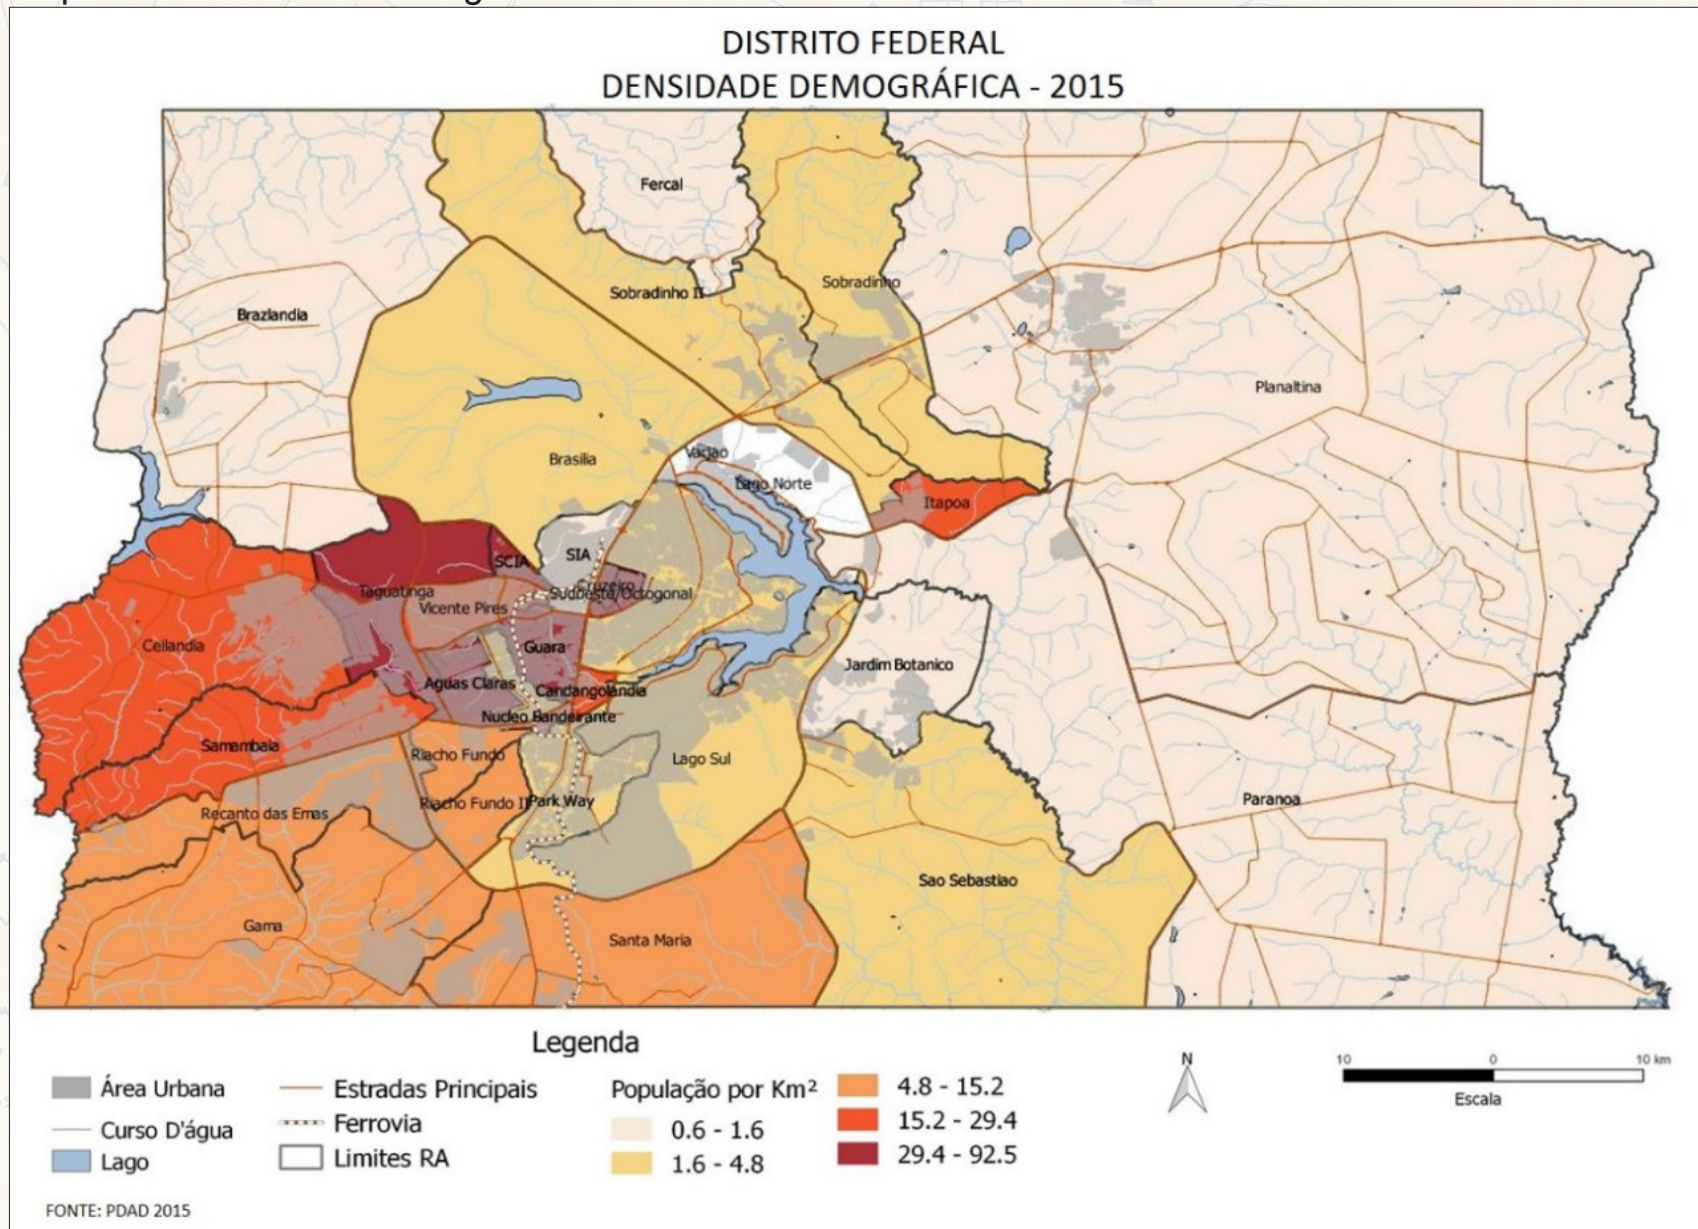 DISTRITO FEDERAL
DENSIDADE DEMOGRÁFICA - 2015
Fercal
Sobradinho
Sobradinho II
Brazlandia
Planaltina
Brasilia
Varjao
Lago Norte
Itapoa
SIA
SCIA
Taguatinga
Cruzeiro
Sudoeste/Octogonal
Vicente Pires
Ceilandia
Guara
Jardim Botanico
Aguas Claras
Candangolandia
Nucleo Bandeirante
Samambaia
Riacho Fundo
Lago Sul
Riacho Fundo II
Park Way
Paranoa
Recanto das Emas
Sao Sebastiao
Gama
Santa Maria
Legenda
Área Urbana
Curso D'água
Lago
Estradas Principais
Ferrovia
Limites RA
População por Km²
0.6 - 1.6
1.6 - 4.8
4.8 - 15.2
15.2 - 29.4
29.4 - 92.5
N
10 0 10 km
Escala
FONTE: PDAD 2015